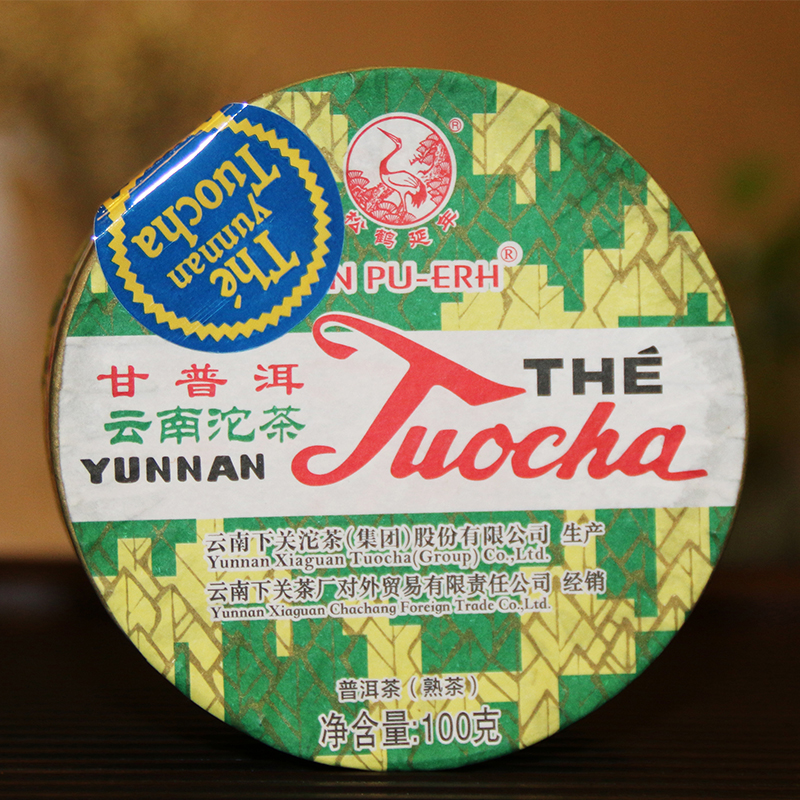 Thé
Yunnan
Tuocha
®
松鹤延年
N PU-ERH®
甘普洱
云南沱茶
YUNNAN
THÉ
Tuocha
云南下关沱茶(集团)股份有限公司 生产
Yunnan Xiaguan Tuocha(Group) Co.,Ltd.
云南下关茶厂对外贸易有限责任公司 经销
Yunnan Xiaguan Chachang Foreign Trade Co.,Ltd.
普洱茶(熟茶)
净含量:100克